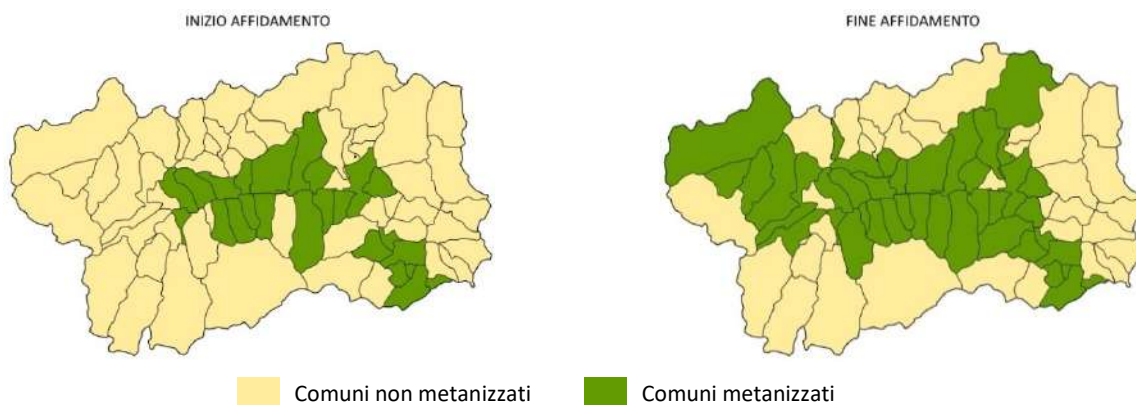 INIZIO AFFIDAMENTO
FINE AFFIDAMENTO
Comuni non metanizzati
Comuni metanizzati